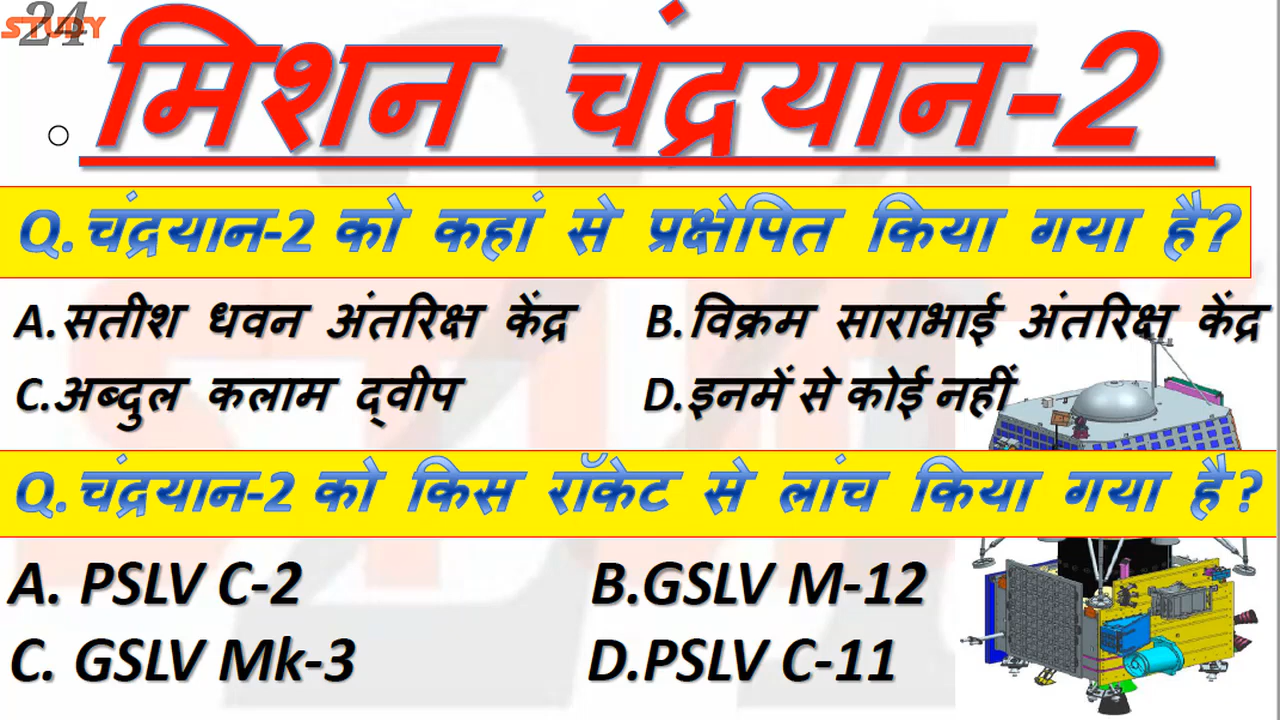 24
STUDY
मिशन चंद्रयान-2
Q.चंद्रयान-2 को कहां से प्रक्षेपित किया गया है?
A.सतीश धवन अंतरिक्ष केंद्र B.विक्रम साराभाई अंतरिक्ष केंद्र
C.अब्दुल कलाम द्वीप D.इनमें से कोई नहीं
Q.चंद्रयान-2 को किस रॉकेट से लांच किया गया है?
A. PSLV C-2 B.GSLV M-12
C. GSLV Mk-3 D.PSLV C-11